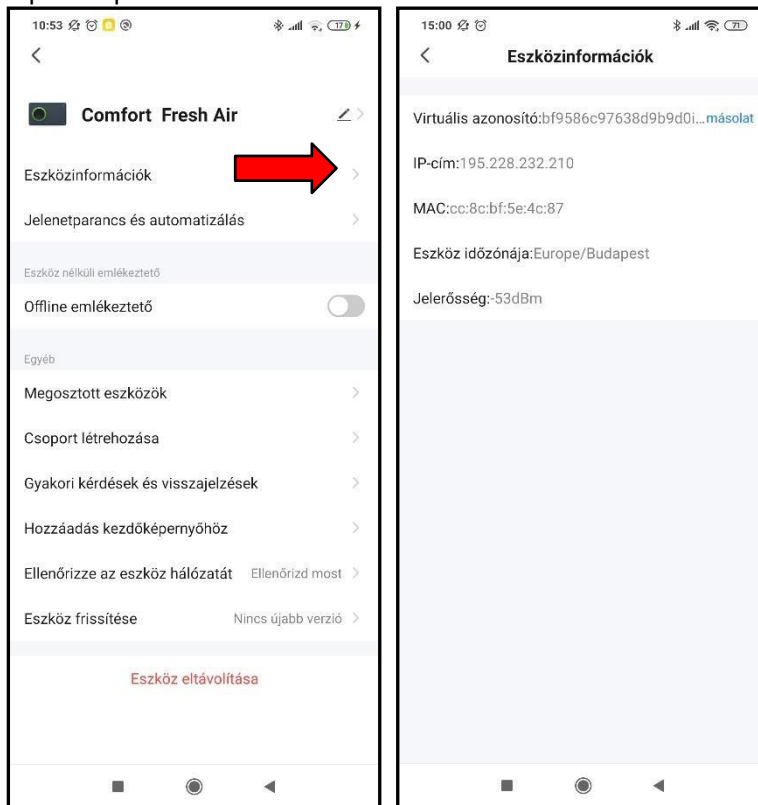 10:53
17
Comfort Fresh Air
Eszközinformációk
Jelenetparancs és automatizálás
Eszköz nélküli emlékeztető
Offline emlékeztető
Egyéb
Megosztott eszközök
Csoport létrehozása
Gyakori kérdések és visszajelzések
Hozzáadás kezdőképernyőhöz
Ellenőrizze az eszköz hálózatát Ellenőrizd most
Eszköz frissítése Nincs újabb verzió
Eszköz eltávolítása
15:00
71
Eszközinformációk
Virtuális azonosító:bf9586c97638d9b9d0i...másolat
IP-cím:195.228.232.210
MAC:cc:8c:bf:5e:4c:87
Eszköz időzónája:Europe/Budapest
Jelerősség:-53dBm